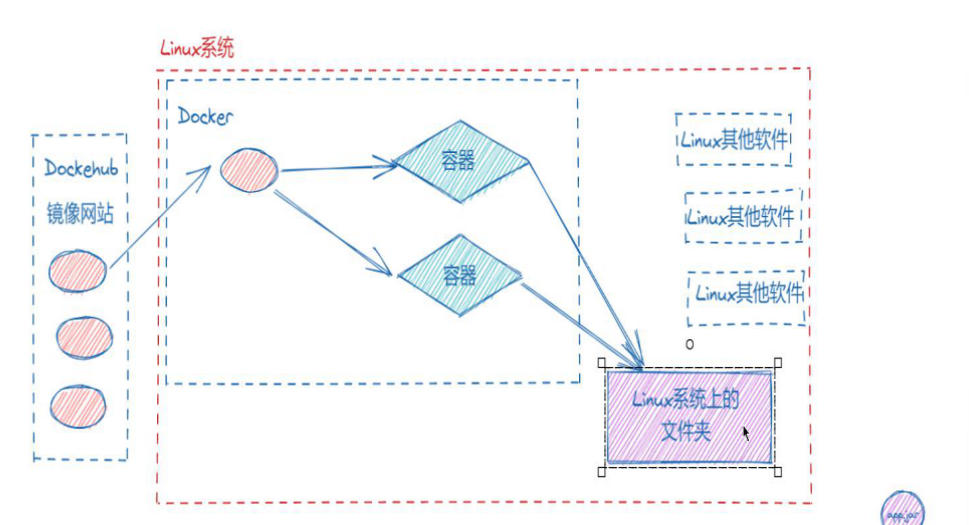 Linux系统
Docker
Dockehub
镜像网站
容器
容器
Linux其他软件
Linux其他软件
Linux其他软件
Linux系统上的
文件夹
app.jar